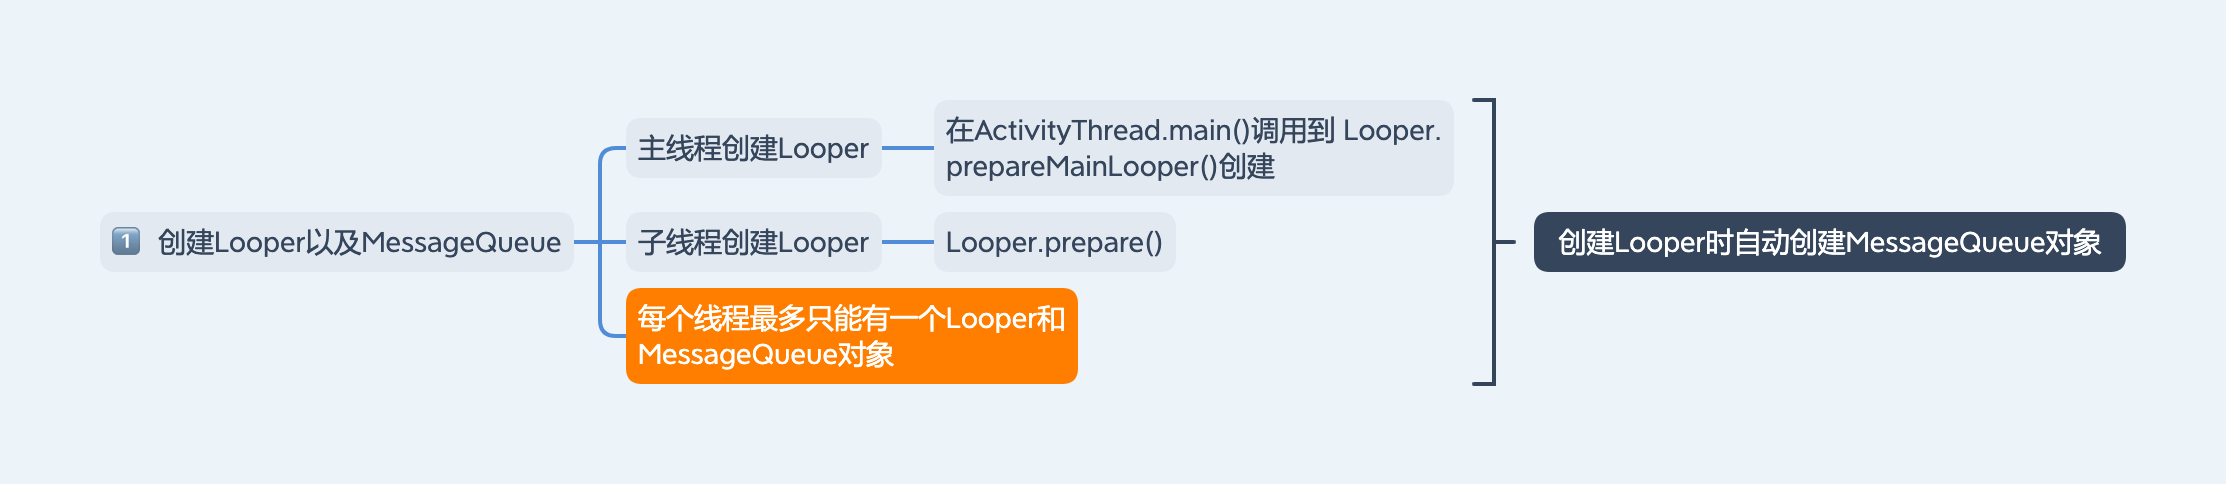 1 创建Looper以及MessageQueue
主线程创建Looper
在ActivityThread.main()调用到 Looper.
prepareMainLooper()创建
子线程创建Looper
Looper.prepare()
每个线程最多只能有一个Looper和
MessageQueue对象
创建Looper时自动创建MessageQueue对象